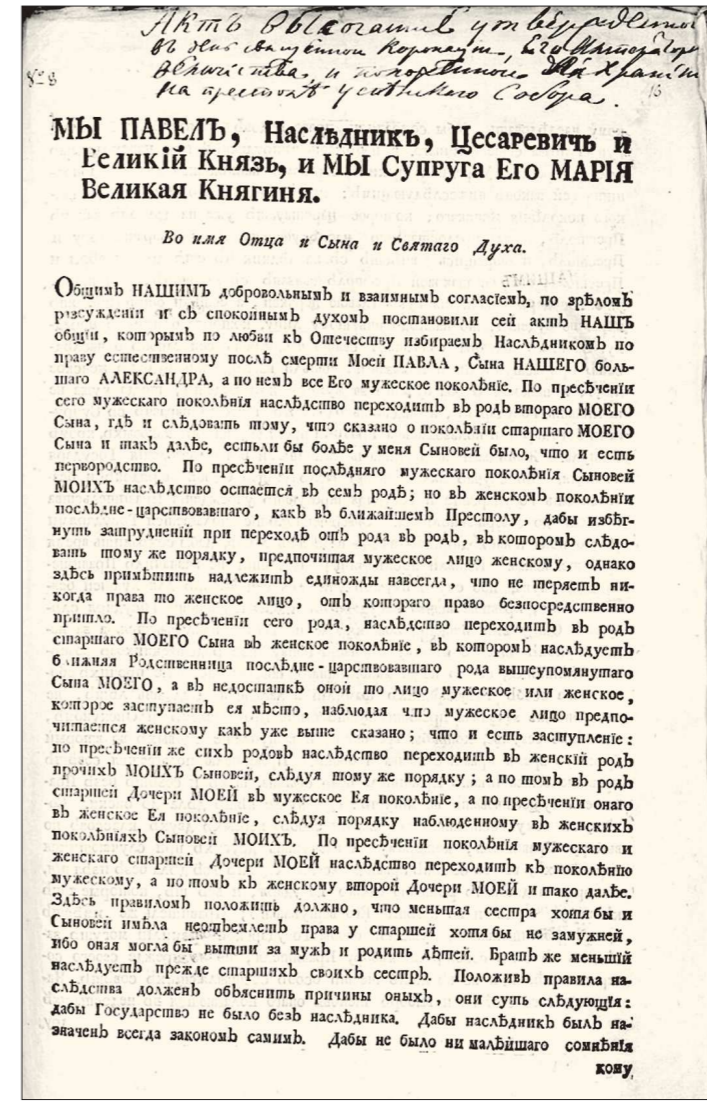 Актъ Высочайше утвержденной
въ день священной Коронаціи Его Императорс
Величества, и положенной для храненія
на престолѣ Успѣнскаго Собора.
МЫ ПАВЕЛЪ, Наслѣдникъ, Цесаревичь и
Великій Князь, и МЫ Супруга Его МАРІЯ
Великая Княгиня.
Во имя Отца и Сына и Святаго Духа.
Общимъ НАШИМЪ добровольнымъ и взаимнымъ согласіемъ, по зрѣломъ
разсужденіи и съ спокойнымъ духомъ постановили сей актъ НАШЪ
общій, которымъ по любви къ Отечеству избираемъ Наслѣдникомъ по
праву естественному послѣ смерти Моей ПАВЛА, Сына НАШЕГО боль-
шаго АЛЕКСАНДРА, а по немъ все Его мужеское поколѣніе. По пресѣченіи
сего мужескаго поколѣнія наслѣдство переходитъ въ родъ втораго МОЕГО
Сына, гдѣ и слѣдовать тому, что сказано о поколѣніи старшаго МОЕГО
Сына и такъ далѣе, естьли бы болѣе у меня Сыновей было, что и есть
первородство. По пресѣченіи послѣдняго мужескаго поколѣнія Сыновей
МОИХЪ наслѣдство остается въ семъ родѣ; но въ женскомъ поколѣніи
послѣдне-царствовавшаго, какъ въ ближайшемъ Престолу, дабы избѣг-
нуть затрудненій при переходѣ отъ рода въ родъ, въ которомъ слѣдо-
вать тому же порядку, предпочитая мужеское лицо женскому, однако
здѣсь примѣтить надлежитъ единожды навсегда, что не теряетъ ни-
когда права то женское лицо, отъ котораго право безпосредственно
пришло. По пресѣченіи сего рода, наслѣдство переходитъ въ родъ
старшаго МОЕГО Сына въ женское поколѣніе, въ которомъ наслѣдуетъ
ближняя Родственница послѣдне-царствовавшаго рода вышеупомянутаго
Сына МОЕГО, а въ недостаткѣ оной то лицо мужеское или женское,
которое заступаетъ ея мѣсто, наблюдая что мужеское лицо предпо-
читается женскому какъ уже выше сказано; что и есть заступленіе:
по пресѣченіи же сихъ родовъ наслѣдство переходитъ въ женскій родъ
прочихъ МОИХЪ Сыновей, слѣдуя тому же порядку; а по томъ въ родъ
старшей Дочери МОЕЙ въ мужеское Ея поколѣніе, а по пресѣченіи онаго
въ женское Ея поколѣніе, слѣдуя порядку наблюденному въ женскихъ
поколѣніяхъ Сыновей МОИХЪ. По пресѣченіи поколѣнія мужескаго и
женскаго старшей Дочери МОЕЙ наслѣдство переходитъ къ поколѣнію
мужескому, а по томъ къ женскому второй Дочери МОЕЙ и тако далѣе.
Здѣсь правиломъ положить должно, что меньшая сестра хотя бы и
Сыновей имѣла неотъемлетъ права у старшей хотя бы не замужней,
ибо оная могла бы вытти за мужъ и родить дѣтей. Братъ же меньшій
наслѣдуетъ прежде старшихъ своихъ сестръ. Положивъ правила на-
слѣдства долженъ объяснить причины оныхъ, они суть слѣдующія:
дабы Государство не было безъ наслѣдника. Дабы наслѣдникъ былъ на-
значенъ всегда закономъ самимъ. Дабы не было ни малѣйшаго сомнѣнія
кому